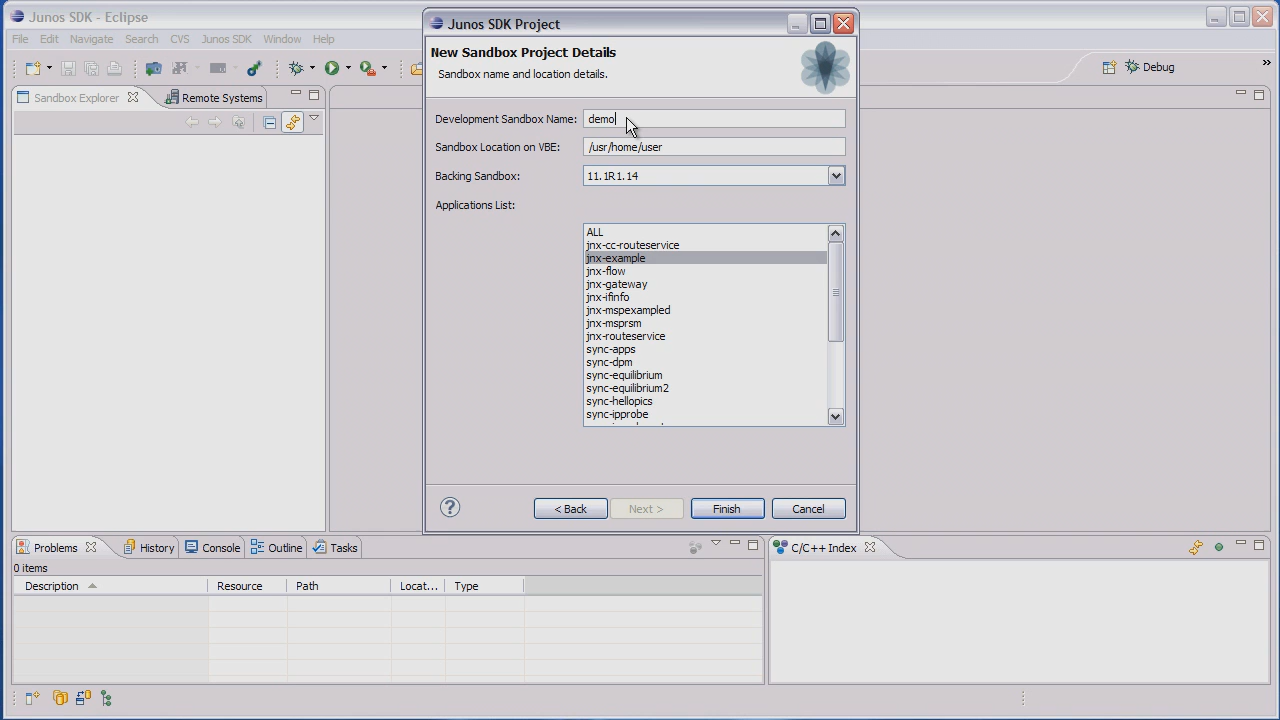 Junos SDK - Eclipse
File Edit Navigate Search CVS Junos SDK Window Help
Debug
Sandbox Explorer
Remote Systems
Junos SDK Project
New Sandbox Project Details
Sandbox name and location details.
Development Sandbox Name: demo
Sandbox Location on VBE: /usr/home/user
Backing Sandbox: 11.1R1.14
Applications List:
ALL
jnx-cc-routeservice
jnx-example
jnx-flow
jnx-gateway
jnx-ifinfo
jnx-mspexampled
jnx-msprsm
jnx-routeservice
sync-apps
sync-dpm
sync-equilibrium
sync-equilibrium2
sync-hellopics
sync-ipprobe
< Back Next > Finish Cancel
Problems History Console Outline Tasks
0 items
Description Resource Path Locat... Type
C/C++ Index